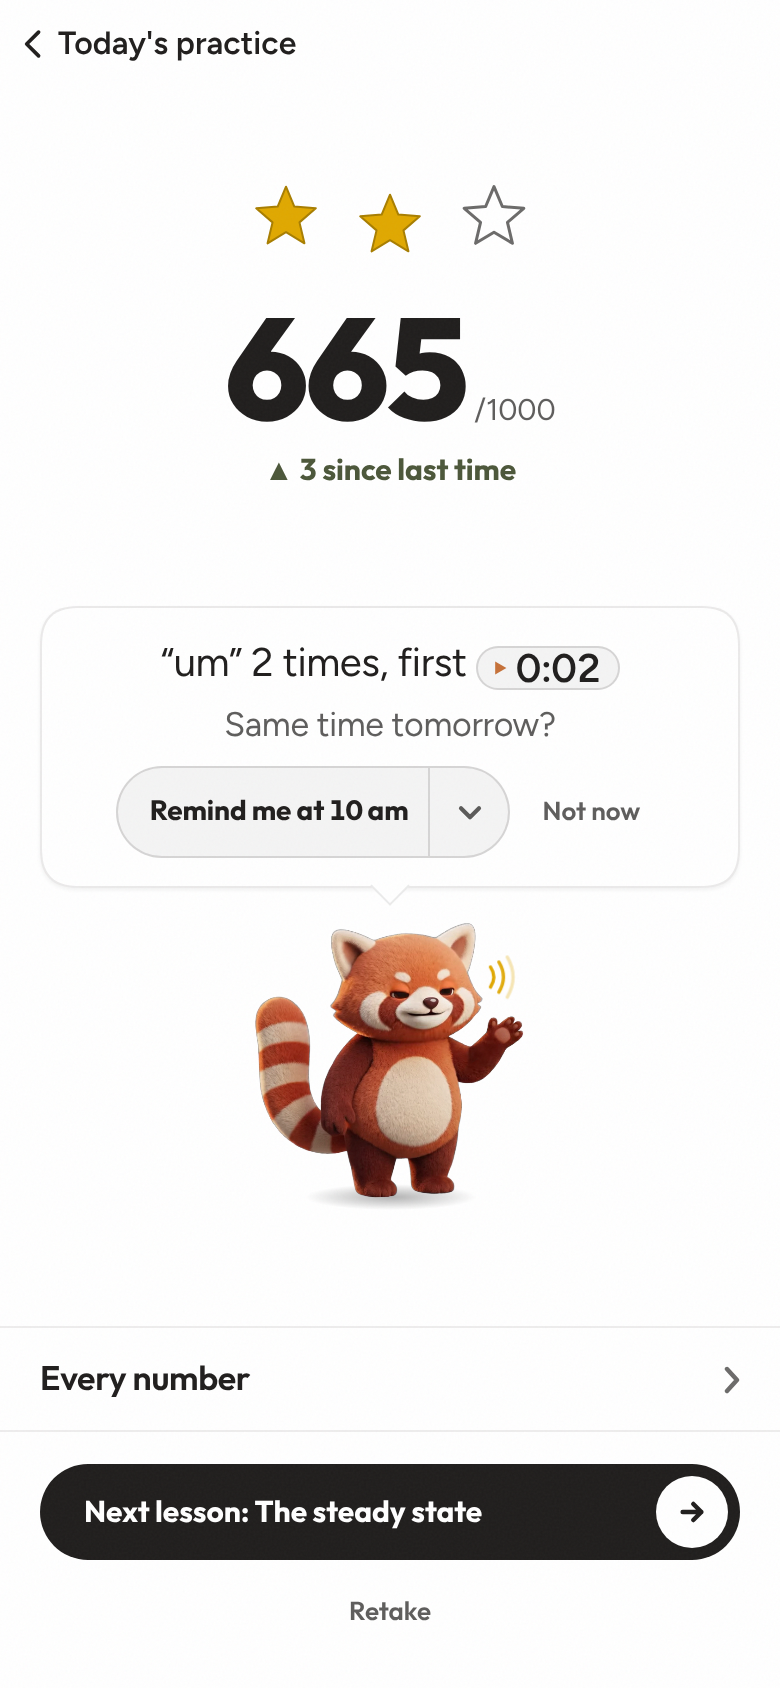 Today's practice
665/1000
▲ 3 since last time
“um” 2 times, first ▶ 0:02
Same time tomorrow?
Remind me at 10 am
Not now
Every number
Next lesson: The steady state
Retake